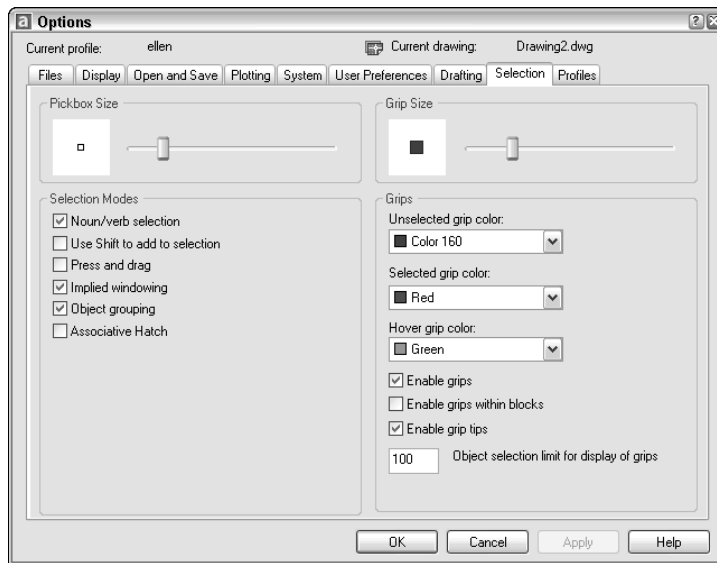 a Options
Current profile: ellen Current drawing: Drawing2.dwg
Files Display Open and Save Plotting System User Preferences Drafting Selection Profiles
Pickbox Size
Grip Size
Selection Modes
Noun/verb selection
Use Shift to add to selection
Press and drag
Implied windowing
Object grouping
Associative Hatch
Grips
Unselected grip color:
Color 160
Selected grip color:
Red
Hover grip color:
Green
Enable grips
Enable grips within blocks
Enable grip tips
100 Object selection limit for display of grips
OK Cancel Apply Help